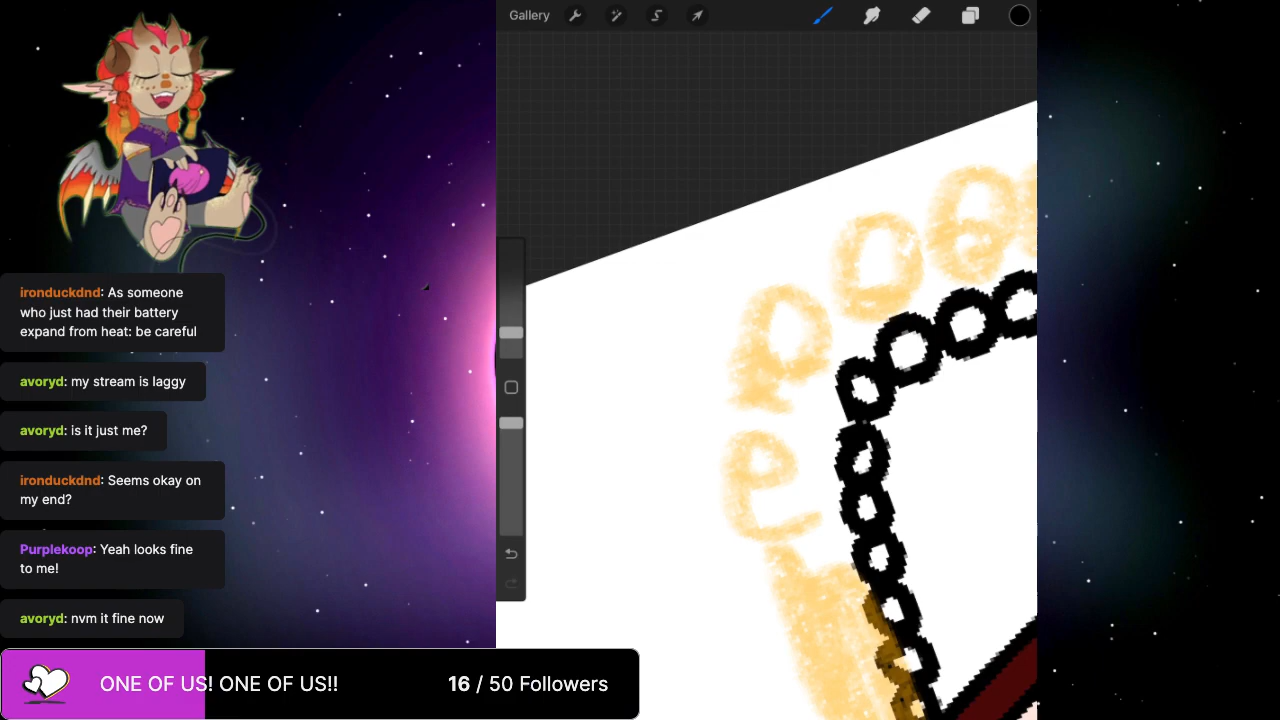 Gallery
ironduckdnd: As someone
who just had their battery
expand from heat: be careful
avoryd: my stream is laggy
avoryd: is it just me?
ironduckdnd: Seems okay on
my end?
Purplekoop: Yeah looks fine
to me!
avoryd: nvm it fine now
ONE OF US! ONE OF US!! 16 / 50 Followers